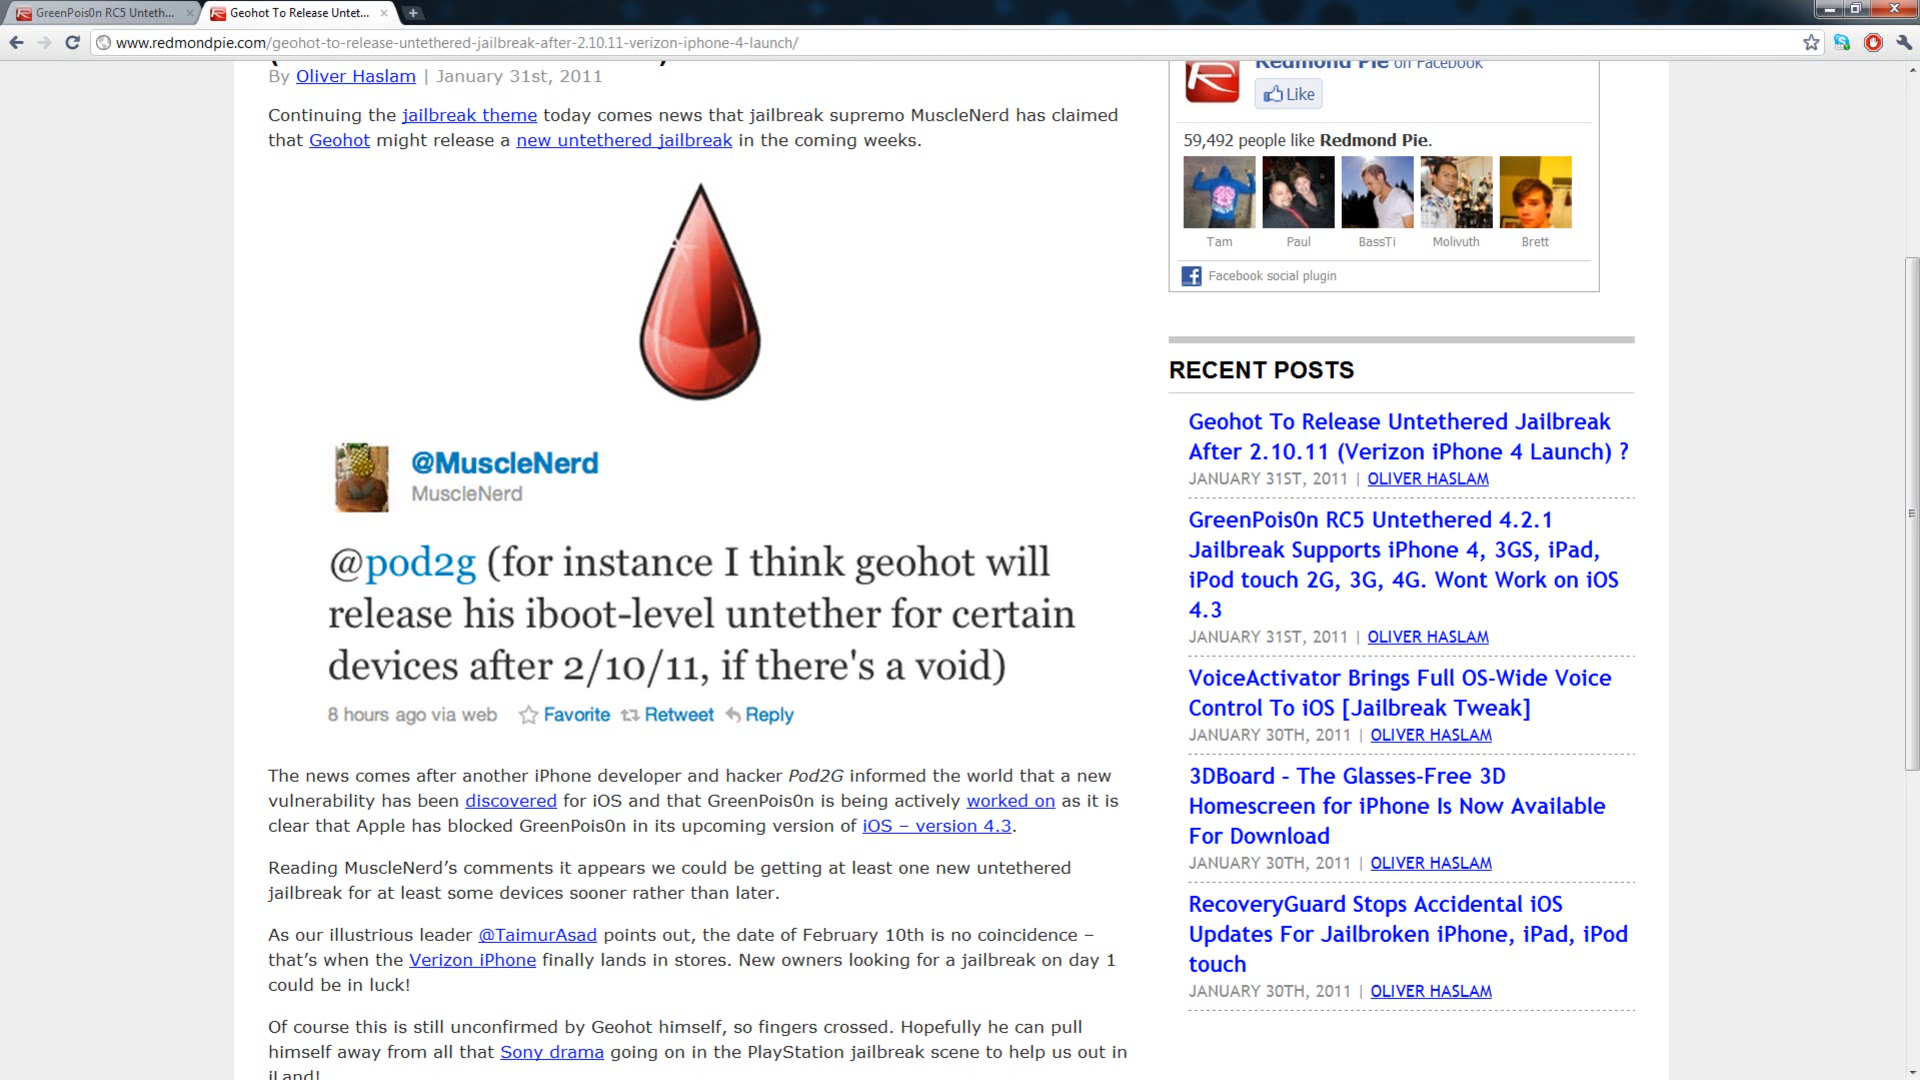 GreenPois0n RC5 Unteth...
Geohot To Release Untet...
www.redmondpie.com/geohot-to-release-untethered-jailbreak-after-2.10.11-verizon-iphone-4-launch/
By Oliver Haslam | January 31st, 2011
Continuing the jailbreak theme today comes news that jailbreak supremo MuscleNerd has claimed
that Geohot might release a new untethered jailbreak in the coming weeks.
@MuscleNerd
MuscleNerd
@pod2g (for instance I think geohot will
release his iboot-level untether for certain
devices after 2/10/11, if there's a void)
8 hours ago via web Favorite Retweet Reply
The news comes after another iPhone developer and hacker Pod2G informed the world that a new
vulnerability has been discovered for iOS and that GreenPois0n is being actively worked on as it is
clear that Apple has blocked GreenPois0n in its upcoming version of iOS – version 4.3.
Reading MuscleNerd’s comments it appears we could be getting at least one new untethered
jailbreak for at least some devices sooner rather than later.
As our illustrious leader @TaimurAsad points out, the date of February 10th is no coincidence –
that’s when the Verizon iPhone finally lands in stores. New owners looking for a jailbreak on day 1
could be in luck!
Of course this is still unconfirmed by Geohot himself, so fingers crossed. Hopefully he can pull
himself away from all that Sony drama going on in the PlayStation jailbreak scene to help us out in
iLand!
Redmond Pie on Facebook
Like
59,492 people like Redmond Pie.
Tam Paul BassTi Molivuth Brett
Facebook social plugin
RECENT POSTS
Geohot To Release Untethered Jailbreak
After 2.10.11 (Verizon iPhone 4 Launch) ?
JANUARY 31ST, 2011 | OLIVER HASLAM
GreenPois0n RC5 Untethered 4.2.1
Jailbreak Supports iPhone 4, 3GS, iPad,
iPod touch 2G, 3G, 4G. Wont Work on iOS
4.3
JANUARY 31ST, 2011 | OLIVER HASLAM
VoiceActivator Brings Full OS-Wide Voice
Control To iOS [Jailbreak Tweak]
JANUARY 30TH, 2011 | OLIVER HASLAM
3DBoard - The Glasses-Free 3D
Homescreen for iPhone Is Now Available
For Download
JANUARY 30TH, 2011 | OLIVER HASLAM
RecoveryGuard Stops Accidental iOS
Updates For Jailbroken iPhone, iPad, iPod
touch
JANUARY 30TH, 2011 | OLIVER HASLAM